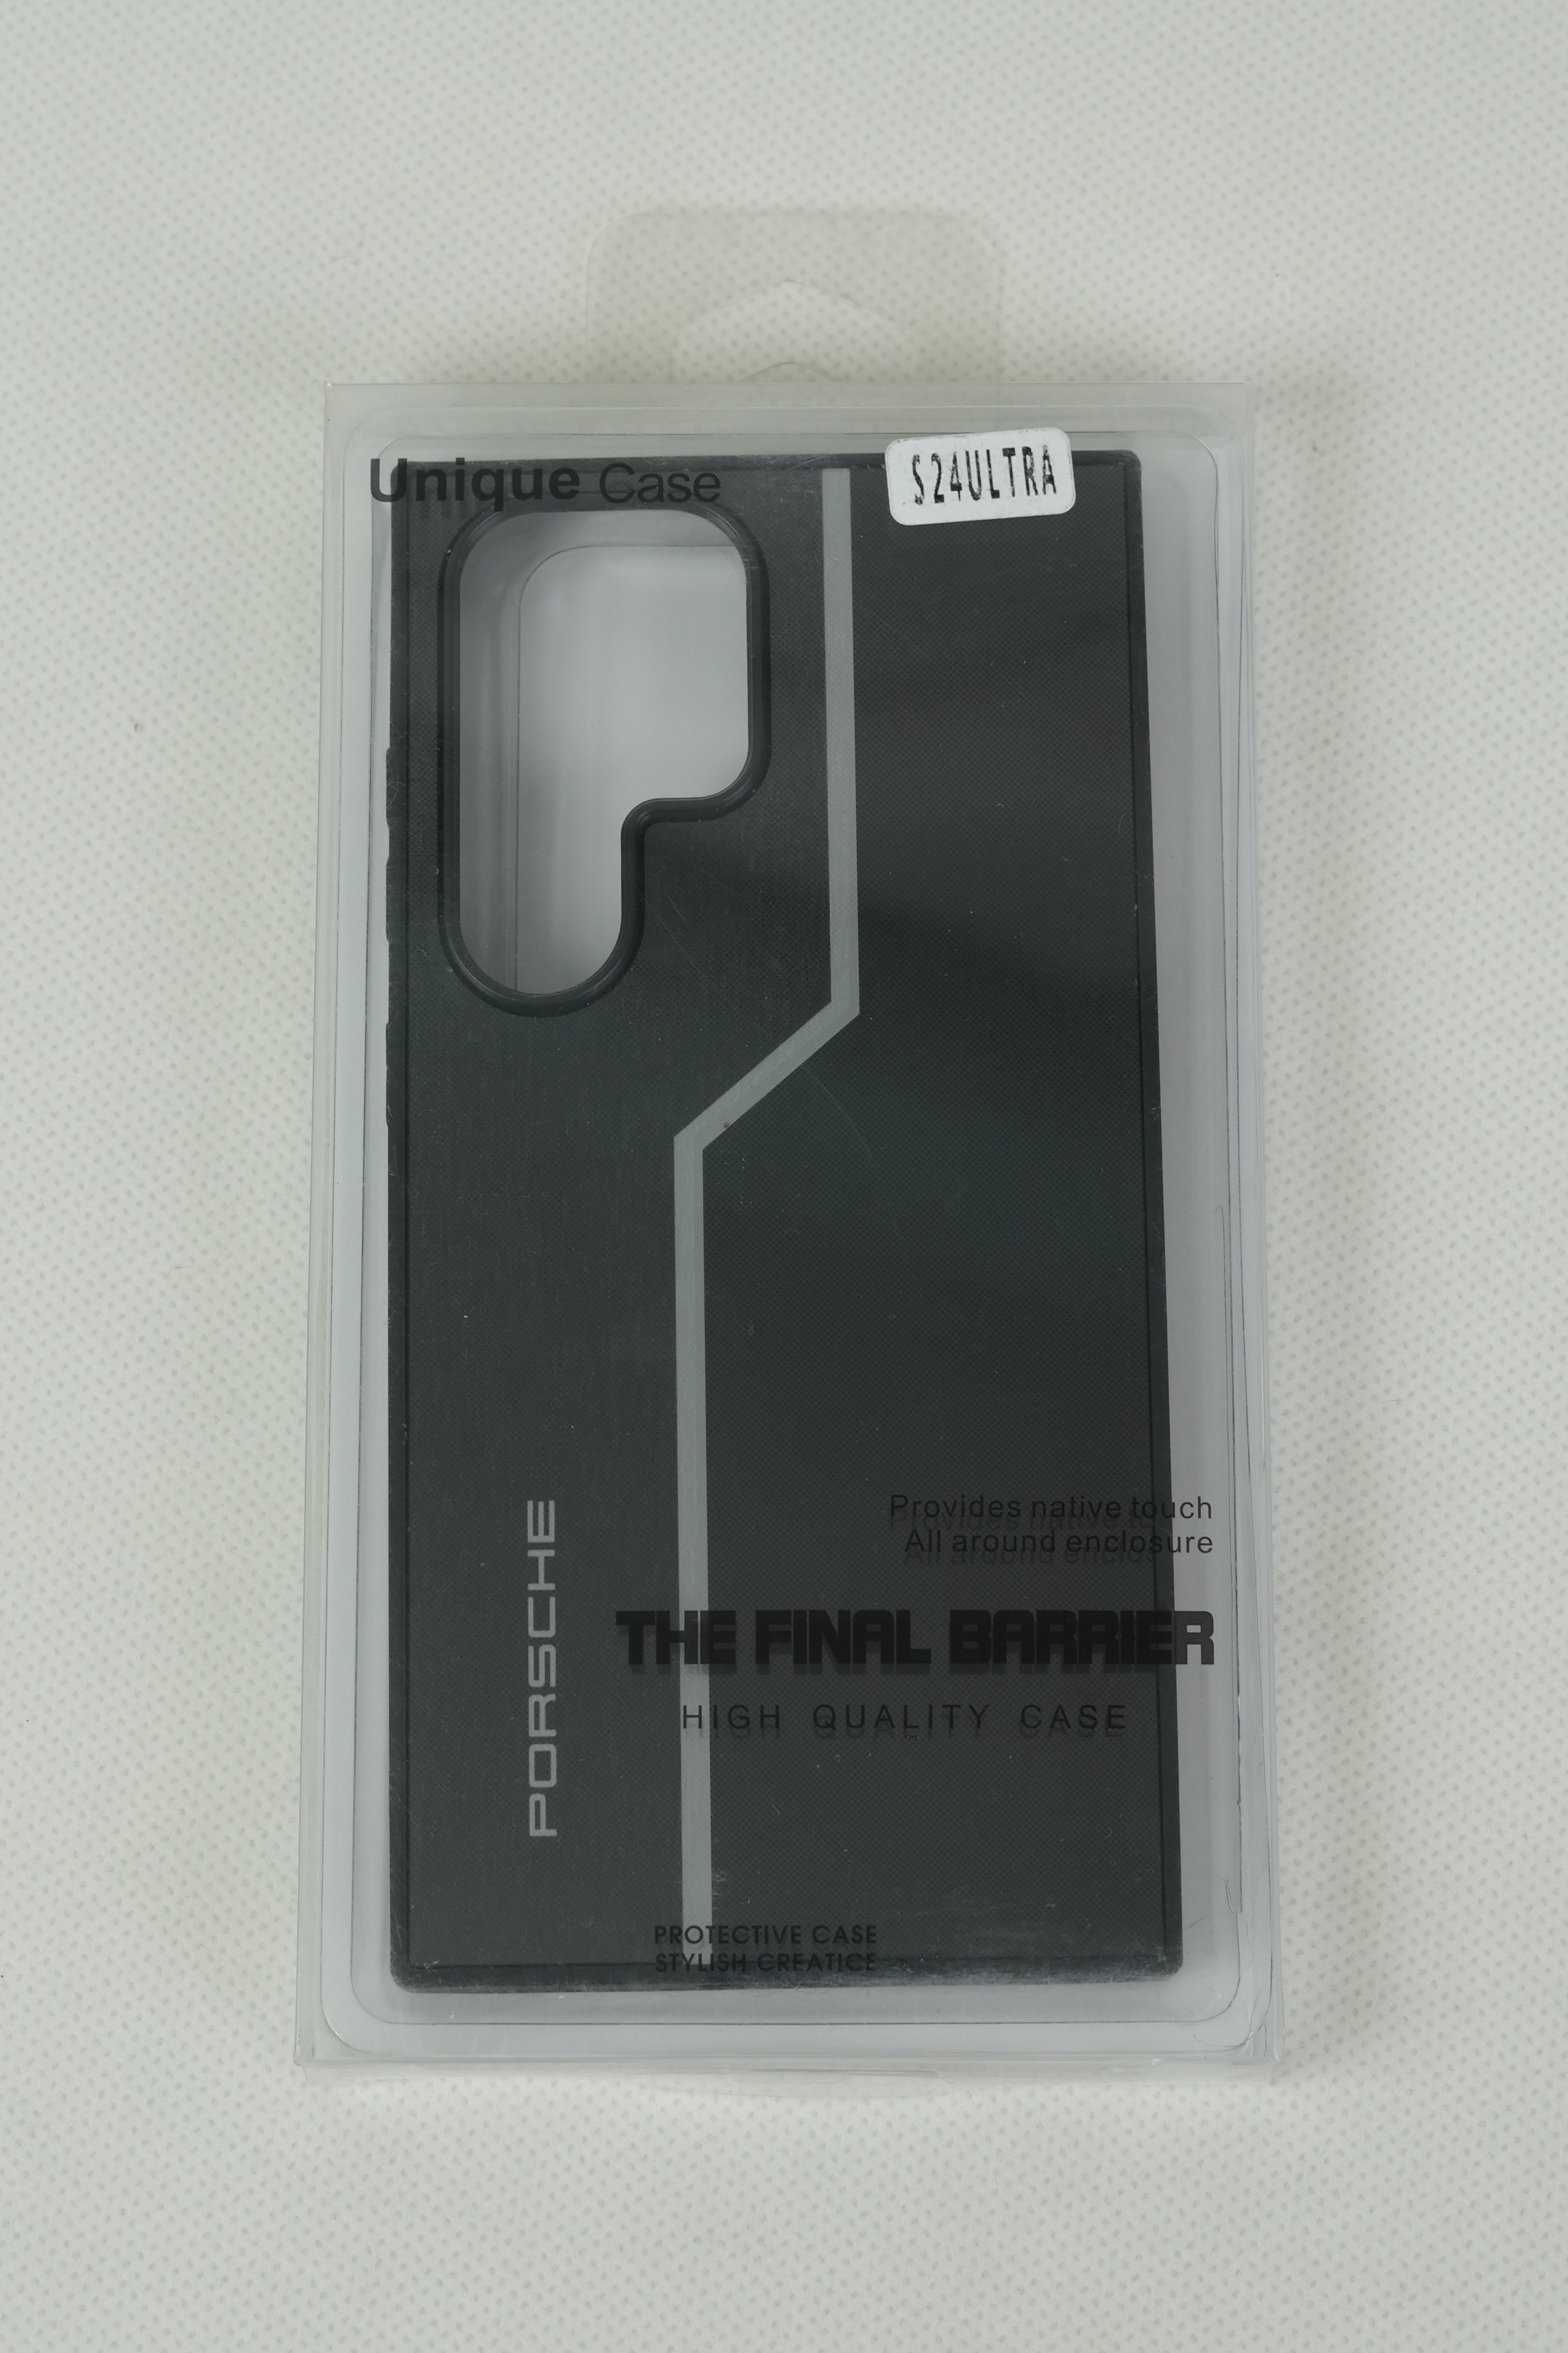 Unique Case
S24ULTRA
Provides native touch
All around enclosure
THE FINAL BARRIER
HIGH QUALITY CASE
PORSCHE
PROTECTIVE CASE
STYLISH CREATICE